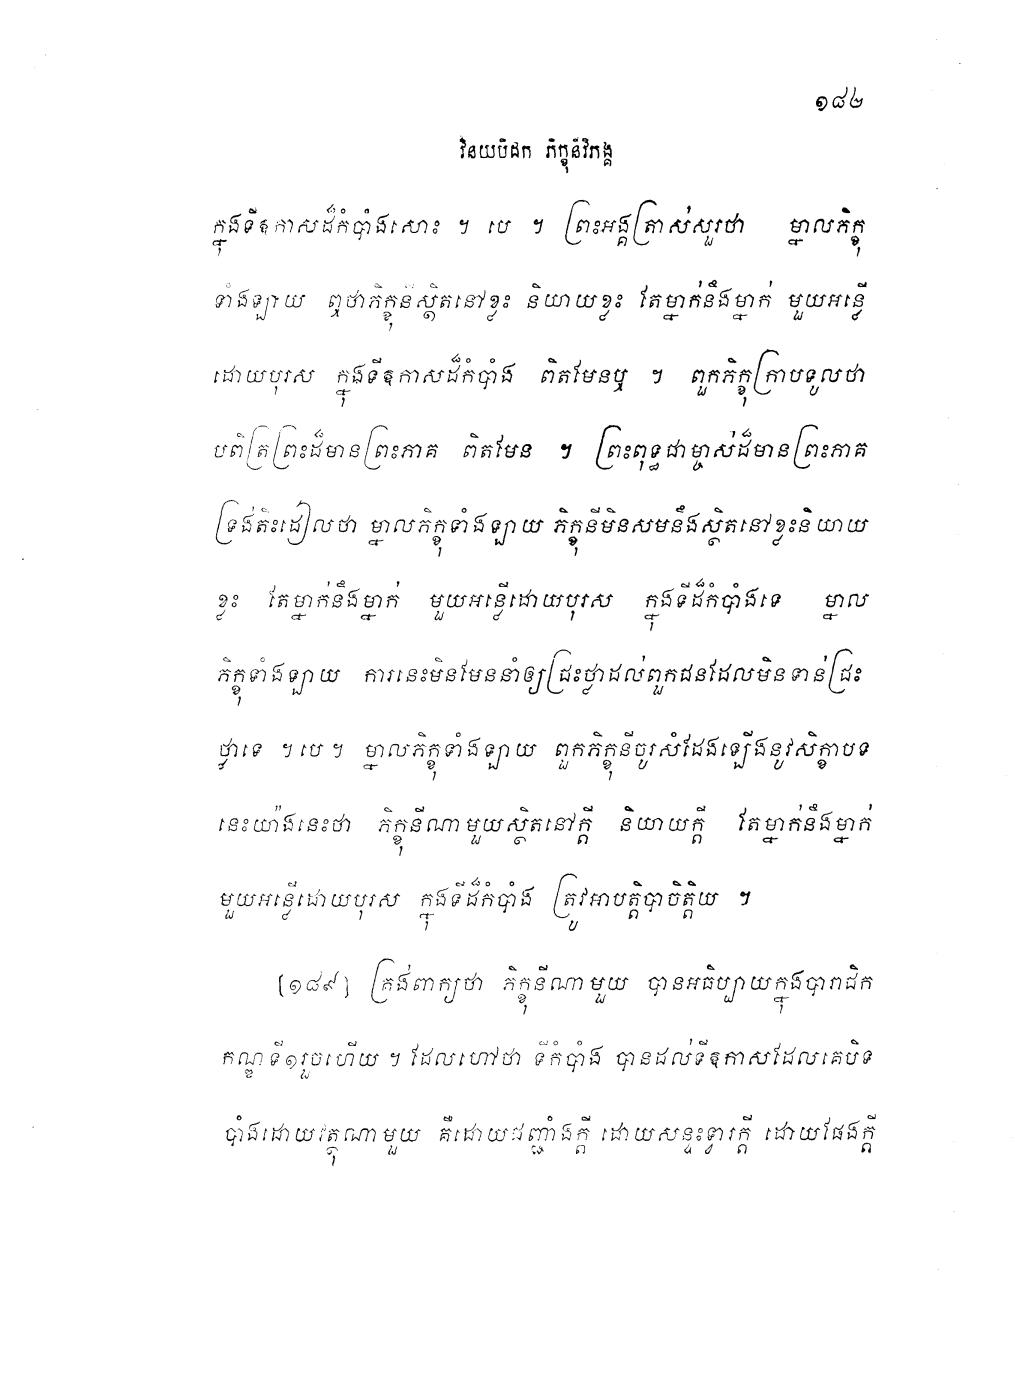 ១៨២
វិនយបិដក ភិក្ខុនីវិភង្គ
ក្នុងទីឱកាសដ៏កំបាំងសោះ ។ បេ ។ ព្រះអង្គត្រាស់សួរថា ម្នាលភិក្ខុ
ទាំងឡាយ ឮថាភិក្ខុនីស្ថិតនៅខ្លះ និយាយខ្លះ តែម្នាក់នឹងម្នាក់ មួយអន្លើ
ដោយបុរស ក្នុងទីឱកាសដ៏កំបាំង ពិតមែនឬ ។ ពួកភិក្ខុក្រាបទូលថា
បពិត្រព្រះដ៏មានព្រះភាគ ពិតមែន ។ ព្រះពុទ្ធជាម្ចាស់ដ៏មានព្រះភាគ
ទ្រង់តិះដៀលថា ម្នាលភិក្ខុទាំងឡាយ ភិក្ខុនីមិនសមនឹងស្ថិតនៅខ្លះនិយាយ
ខ្លះ តែម្នាក់នឹងម្នាក់ មួយអន្លើដោយបុរស ក្នុងទីដ៏កំបាំងទេ ម្នាល
ភិក្ខុទាំងឡាយ ការនេះមិនមែននាំឲ្យជ្រះថ្លាដល់ពួកជនដែលមិនទាន់ជ្រះ
ថ្លាទេ ។ បេ ។ ម្នាលភិក្ខុទាំងឡាយ ពួកភិក្ខុនីចូរសំដែងឡើងនូវសិក្ខាបទ
នេះយ៉ាងនេះថា ភិក្ខុនីណាមួយស្ថិតនៅក្តី និយាយក្តី តែម្នាក់នឹងម្នាក់
មួយអន្លើដោយបុរស ក្នុងទីដ៏កំបាំង ត្រូវអាបត្តិបាចិត្តិយ ។
[១៨៩] ត្រង់ពាក្យថា ភិក្ខុនីណាមួយ បានអធិប្បាយក្នុងបារាជិក
កណ្ឌទី១រួចហើយ ។ ដែលហៅថា ទីកំបាំង បានដល់ទីឱកាសដែលគេបិទ
បាំងដោយវត្ថុណាមួយ គឺដោយជញ្ជាំងក្តី ដោយសន្ទះទ្វារក្តី ដោយផែងក្តី